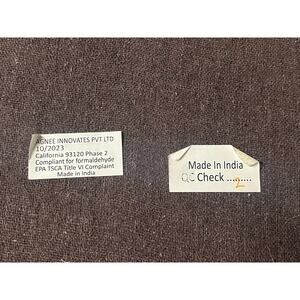 AGNEE INNOVATES PVT LTD
10/2023
California 93120 Phase 2
Compliant for formaldehyde
EPA TSCA Title VI Complaint
Made in India
Made In India
QC Check ....2....